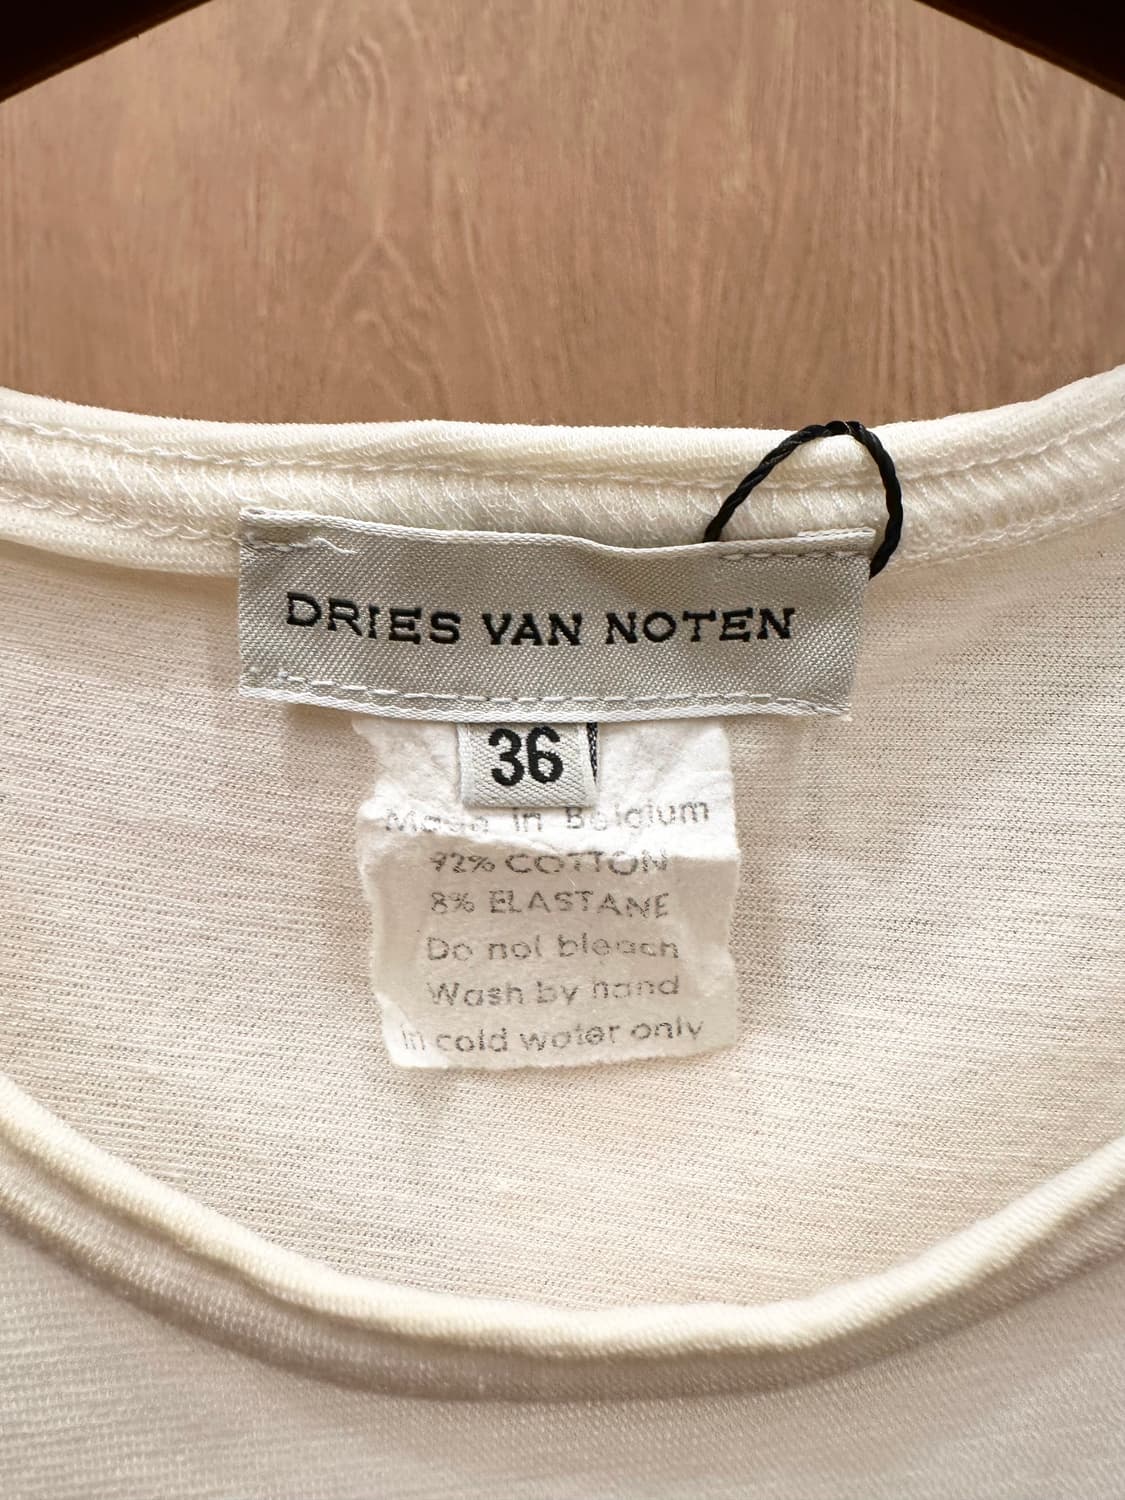 DRIES VAN NOTEN
36
Made in Belgium
92% COTTON
8% ELASTANE
Do not bleach
Wash by hand
in cold water only